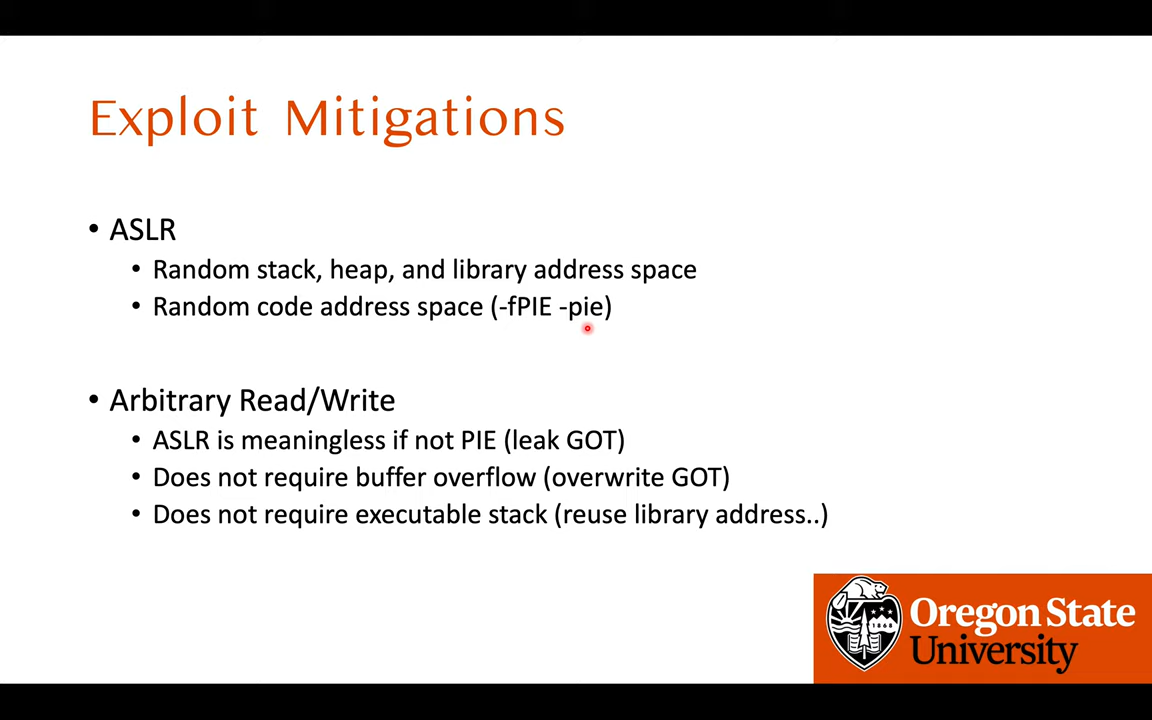 Exploit Mitigations
• ASLR
• Random stack, heap, and library address space
• Random code address space (-fPIE -pie)
• Arbitrary Read/Write
• ASLR is meaningless if not PIE (leak GOT)
• Does not require buffer overflow (overwrite GOT)
• Does not require executable stack (reuse library address..)
Oregon State
University